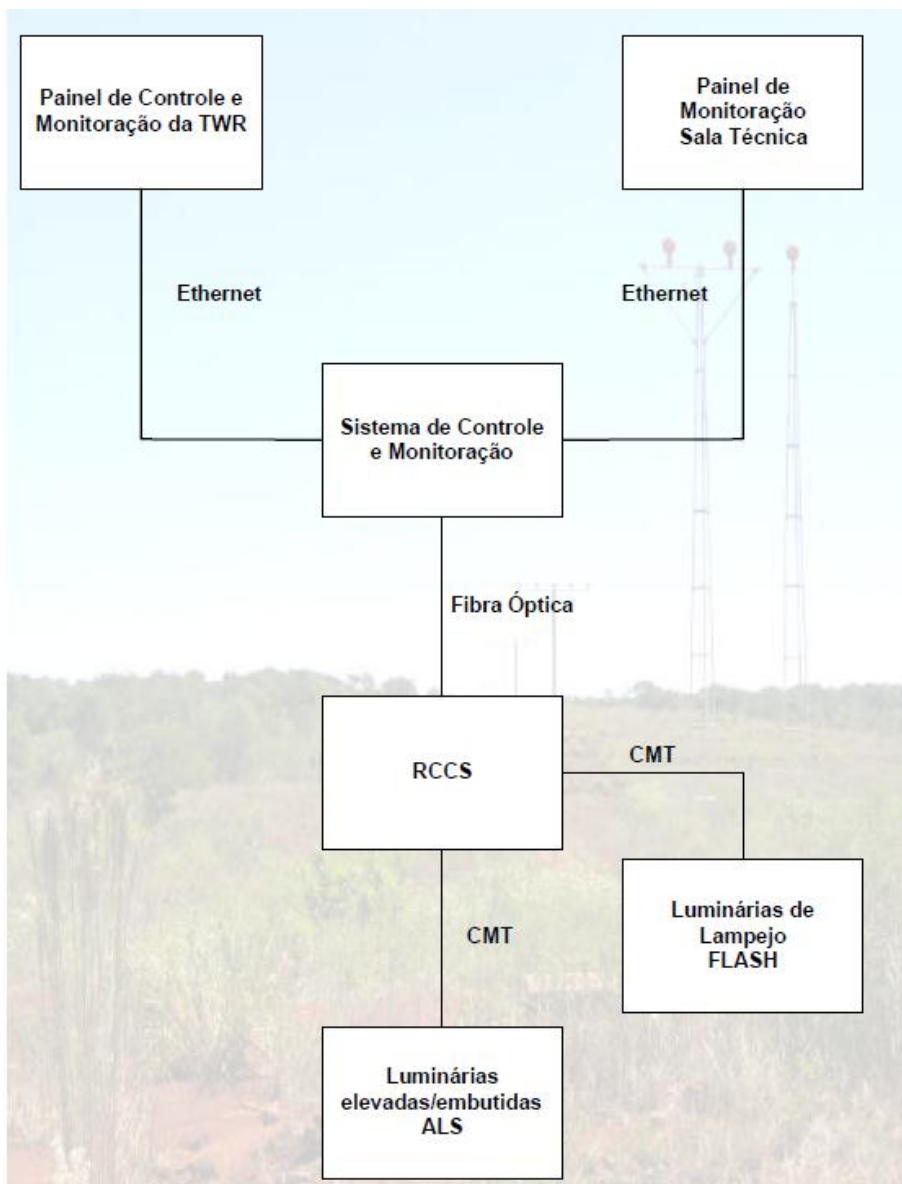 Painel de Controle e
Monitoração da TWR
Painel de
Monitoração
Sala Técnica
Ethernet
Ethernet
Sistema de Controle
e Monitoração
Fibra Óptica
RCCS
CMT
Luminárias de
Lampejo
FLASH
CMT
Luminárias
elevadas/embutidas
ALS